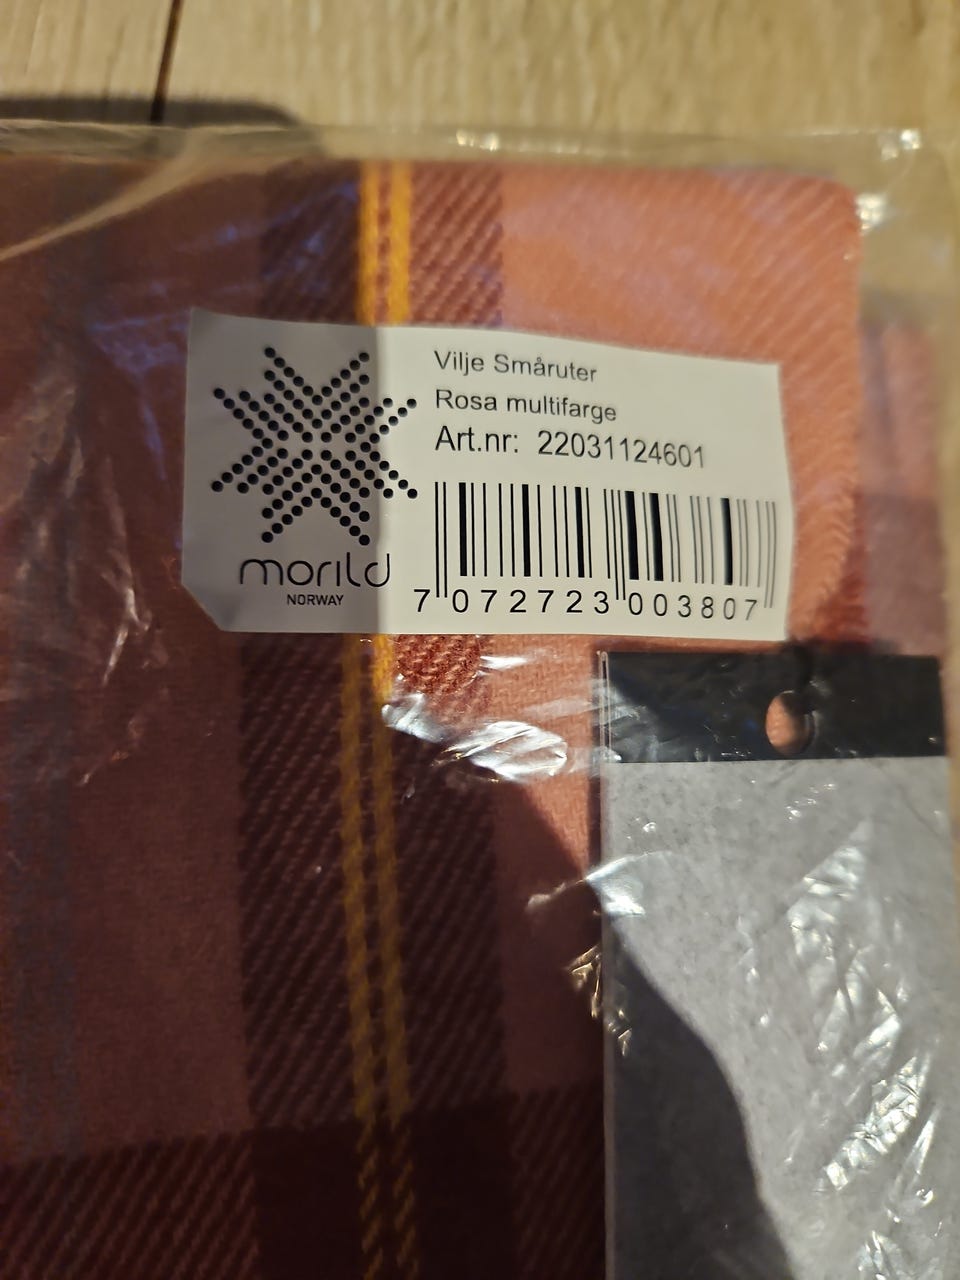 Vilje Småruter
Rosa multifarge
Art.nr: 22031124601
morild
NORWAY
7 072723 003807